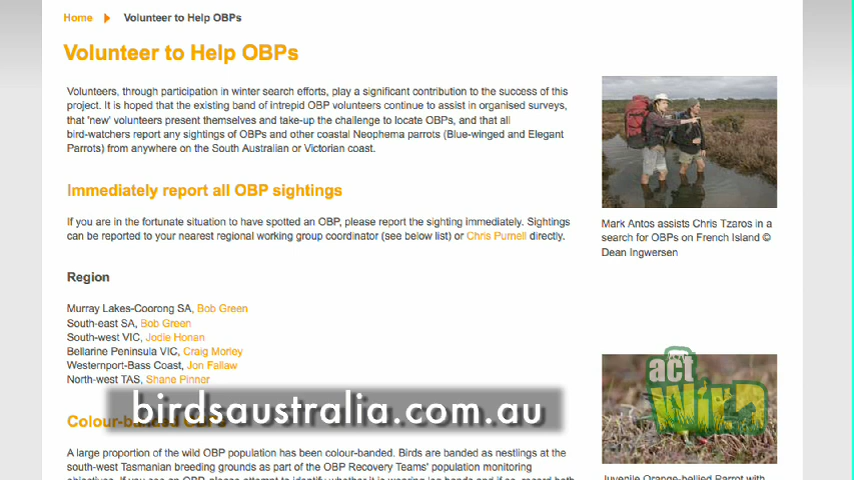 Home Volunteer to Help OBPs
Volunteer to Help OBPs
Volunteers, through participation in winter search efforts, play a significant contribution to the success of this
project. It is hoped that the existing band of intrepid OBP volunteers continue to assist in organised surveys,
that 'new' volunteers present themselves and take-up the challenge to locate OBPs, and that all
bird-watchers report any sightings of OBPs and other coastal Neophema parrots (Blue-winged and Elegant
Parrots) from anywhere on the South Australian or Victorian coast.
Immediately report all OBP sightings
If you are in the fortunate situation to have spotted an OBP, please report the sighting immediately. Sightings
can be reported to your nearest regional working group coordinator (see below list) or Chris Purnell directly.
Region
Murray Lakes-Coorong SA, Bob Green
South-east SA, Bob Green
South-west VIC, Jodie Honan
Bellarine Peninsula VIC, Craig Morley
Westernport-Bass Coast, Jon Fallaw
North-west TAS, Shane Pinner
Colour-banded OBPs
A large proportion of the wild OBP population has been colour-banded. Birds are banded as nestlings at the
south-west Tasmanian breeding grounds as part of the OBP Recovery Teams' population monitoring
Mark Antos assists Chris Tzaros in a
search for OBPs on French Island ©
Dean Ingwersen
act
Wild
Juvenile Orange-bellied Parrot with
birdsaustralia.com.au